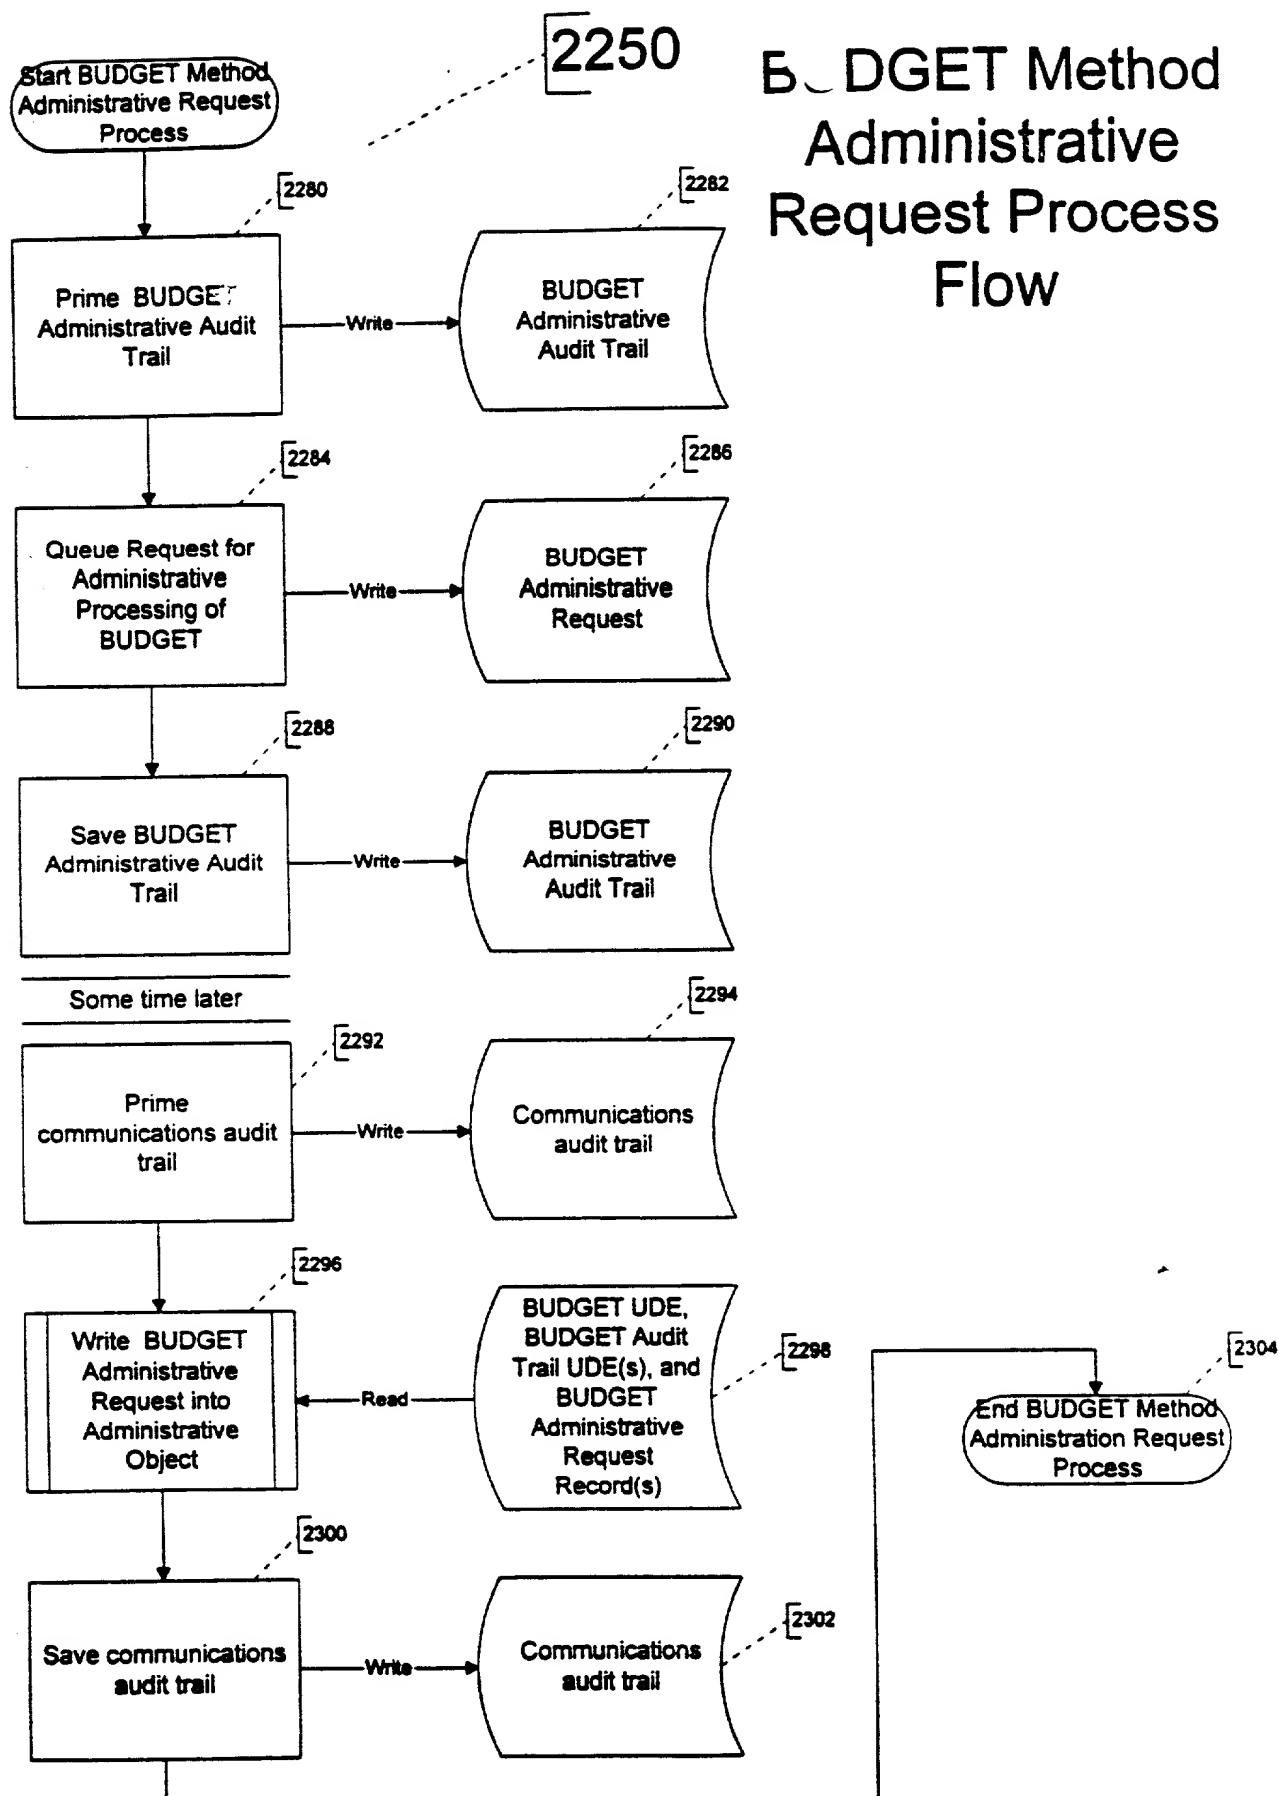 2250
BUDGET Method
Administrative
Request Process
Flow
Start BUDGET Method
Administrative Request
Process
2280
Prime BUDGET
Administrative Audit
Trail
Write
2282
BUDGET
Administrative
Audit Trail
2284
Queue Request for
Administrative
Processing of
BUDGET
Write
2286
BUDGET
Administrative
Request
2288
Save BUDGET
Administrative Audit
Trail
Write
2290
BUDGET
Administrative
Audit Trail
Some time later
2292
Prime
communications audit
trail
Write
2294
Communications
audit trail
2296
Write BUDGET
Administrative
Request into
Administrative
Object
Read
BUDGET UDE,
BUDGET Audit
Trail UDE(s), and
BUDGET
Administrative
Request
Record(s)
2298
2300
Save communications
audit trail
Write
2302
Communications
audit trail
2304
End BUDGET Method
Administration Request
Process